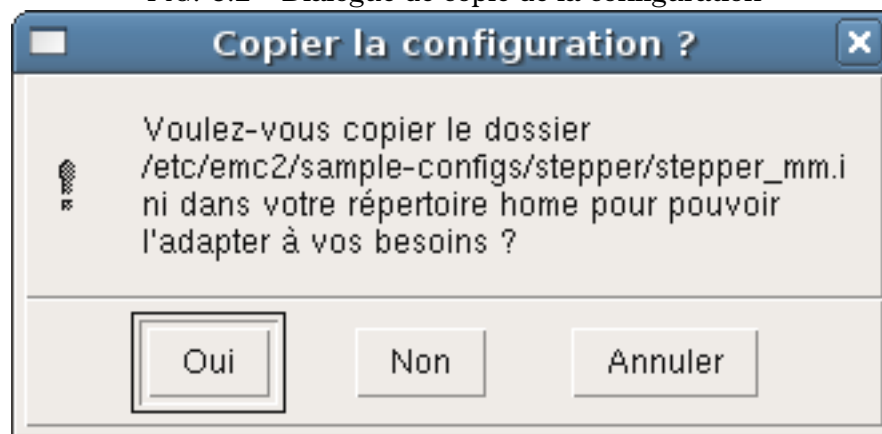 Copier la configuration ?
Voulez-vous copier le dossier
/etc/emc2/sample-configs/stepper/stepper_mm.i
ni dans votre répertoire home pour pouvoir
l'adapter à vos besoins ?
Oui Non Annuler